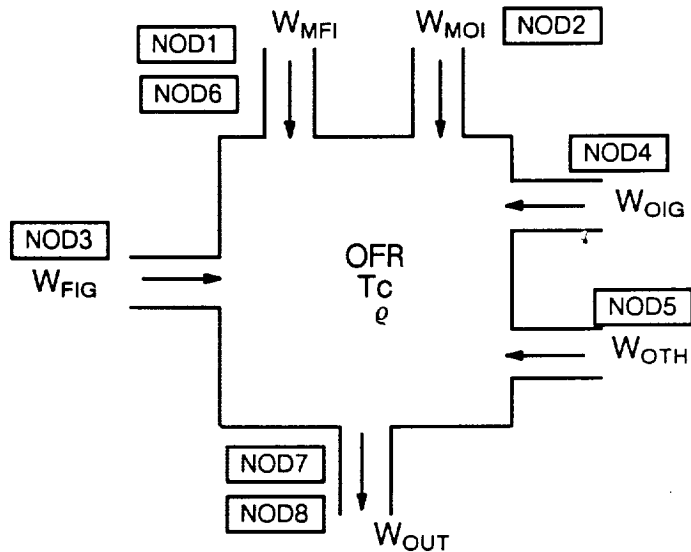 NOD1
W_MFI
W_MOI
NOD2
NOD6
NOD4
W_OIG
NOD3
W_FIG
OFR
Tc
ϱ
NOD5
W_OTH
NOD7
NOD8
W_OUT